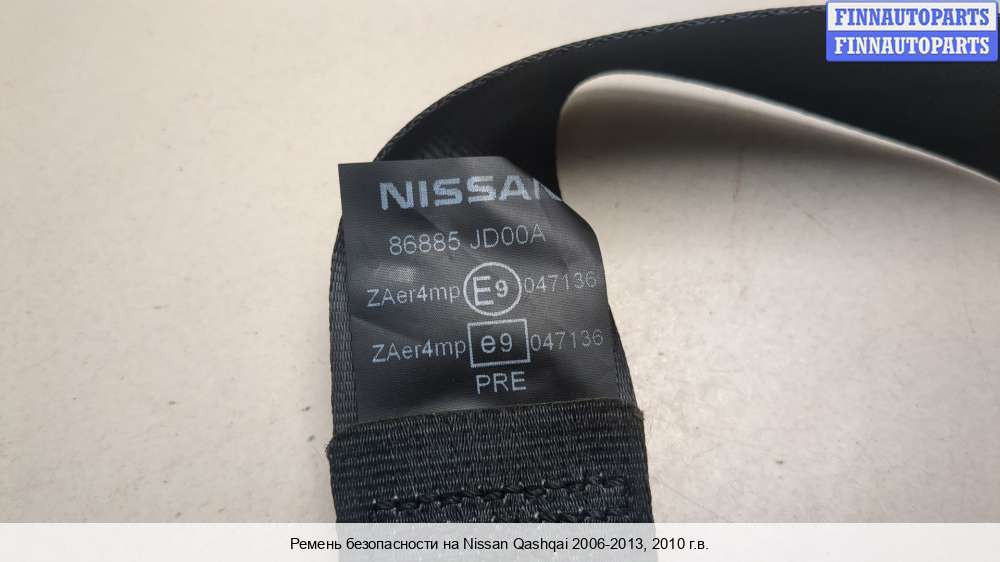 FINNAUTOPARTS
FINNAUTOPARTS
NISSAN
86885 JD00A
ZAer4mp E9 047136
ZAer4mp e9 047136
PRE
Ремень безопасности на Nissan Qashqai 2006-2013, 2010 г.в.